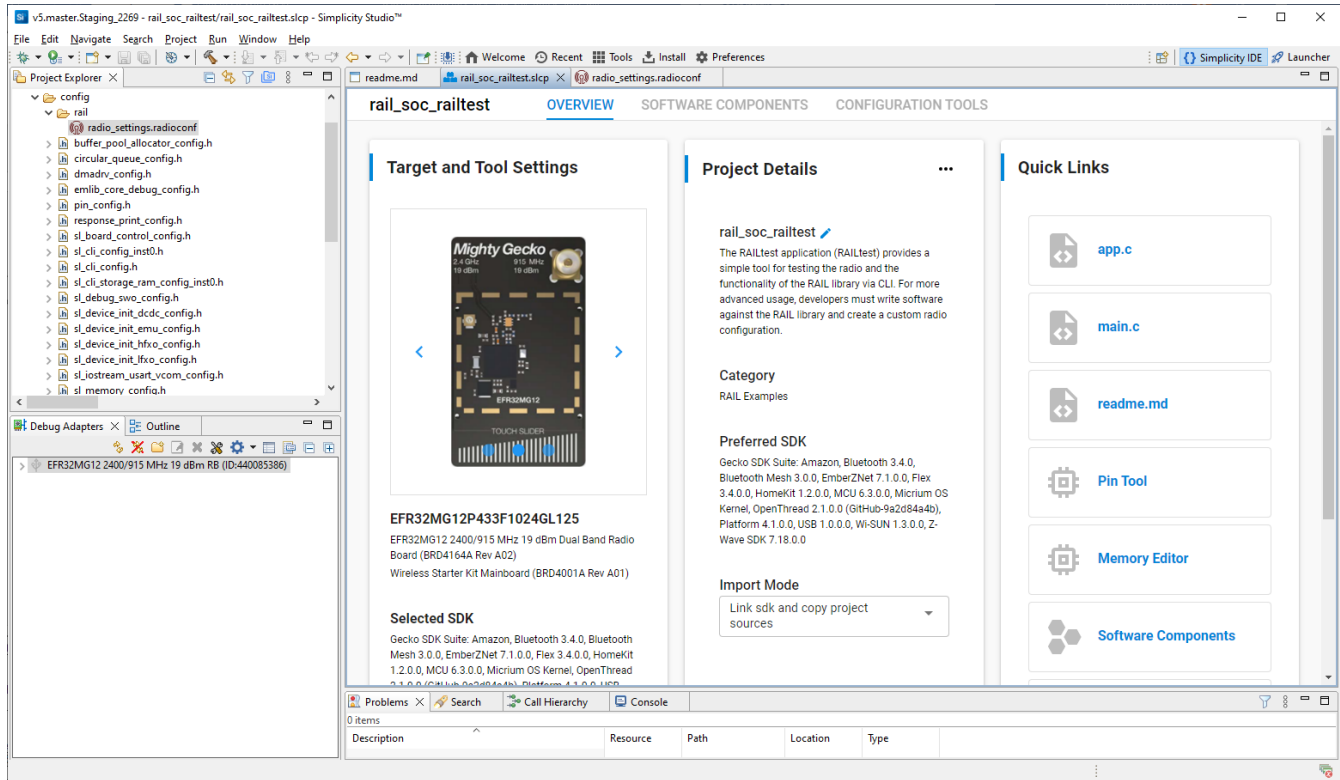 v5.master.Staging_2269 - rail_soc_railtest/rail_soc_railtest.slcp - Simplicity Studio™
File Edit Navigate Search Project Run Window Help
Welcome Recent Tools Install Preferences
Simplicity IDE Launcher
Project Explorer
config
rail
radio_settings.radioconf
buffer_pool_allocator_config.h
circular_queue_config.h
dmadrv_config.h
emlib_core_debug_config.h
pin_config.h
response_print_config.h
sl_board_control_config.h
sl_cli_config_inst0.h
sl_cli_config.h
sl_cli_storage_ram_config_inst0.h
sl_debug_swo_config.h
sl_device_init_dcdc_config.h
sl_device_init_emu_config.h
sl_device_init_hfxo_config.h
sl_device_init_lfxo_config.h
sl_iostream_usart_vcom_config.h
sl_memory_config.h
Debug Adapters Outline
EFR32MG12 2400/915 MHz 19 dBm RB (ID:440085386)
readme.md rail_soc_railtest.slcp radio_settings.radioconf
rail_soc_railtest OVERVIEW SOFTWARE COMPONENTS CONFIGURATION TOOLS
Target and Tool Settings
Mighty Gecko
2.4 GHz 915 MHz
19 dBm 19 dBm
EFR32MG12
TOUCH SLIDER
EFR32MG12P433F1024GL125
EFR32MG12 2400/915 MHz 19 dBm Dual Band Radio
Board (BRD4164A Rev A02)
Wireless Starter Kit Mainboard (BRD4001A Rev A01)
Selected SDK
Gecko SDK Suite: Amazon, Bluetooth 3.4.0, Bluetooth
Mesh 3.0.0, EmberZNet 7.1.0.0, Flex 3.4.0.0, HomeKit
1.2.0.0, MCU 6.3.0.0, Micrium OS Kernel, OpenThread
Project Details
rail_soc_railtest
The RAILtest application (RAILtest) provides a
simple tool for testing the radio and the
functionality of the RAIL library via CLI. For more
advanced usage, developers must write software
against the RAIL library and create a custom radio
configuration.
Category
RAIL Examples
Preferred SDK
Gecko SDK Suite: Amazon, Bluetooth 3.4.0,
Bluetooth Mesh 3.0.0, EmberZNet 7.1.0.0, Flex
3.4.0.0, HomeKit 1.2.0.0, MCU 6.3.0.0, Micrium OS
Kernel, OpenThread 2.1.0.0 (GitHub-9a2d84a4b),
Platform 4.1.0.0, USB 1.0.0.0, Wi-SUN 1.3.0.0, Z-
Wave SDK 7.18.0.0
Import Mode
Link sdk and copy project
sources
Quick Links
app.c
main.c
readme.md
Pin Tool
Memory Editor
Software Components
Problems Search Call Hierarchy Console
0 items
Description Resource Path Location Type